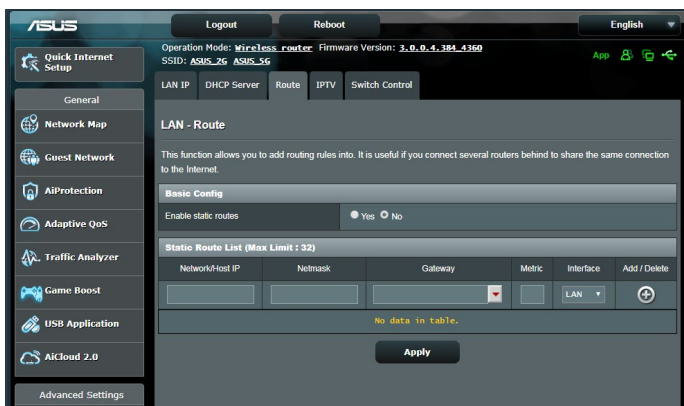 ASUS
Logout
Reboot
English
Quick Internet
Setup
Operation Mode: Wireless router Firmware Version: 3.0.0.4.384_4360
SSID: ASUS_2G ASUS_5G
App
LAN IP
DHCP Server
Route
IPTV
Switch Control
General
Network Map
Guest Network
AiProtection
Adaptive QoS
Traffic Analyzer
Game Boost
USB Application
AiCloud 2.0
Advanced Settings
LAN - Route
This function allows you to add routing rules into. It is useful if you connect several routers behind to share the same connection
to the Internet.
Basic Config
Enable static routes
Yes
No
Static Route List (Max Limit : 32)
Network/Host IP
Netmask
Gateway
Metric
Interface
Add / Delete
LAN
No data in table.
Apply